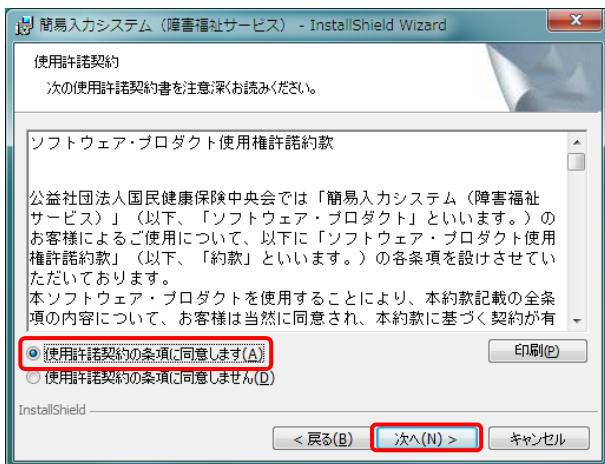 簡易入力システム（障害福祉サービス） - InstallShield Wizard
使用許諾契約
次の使用許諾契約書を注意深くお読みください。
ソフトウェア・プロダクト使用権許諾約款
公益社団法人国民健康保険中央会では「簡易入力システム（障害福祉
サービス）」（以下、「ソフトウェア・プロダクト」といいます。）の
お客様によるご使用について、以下に「ソフトウェア・プロダクト使用
権許諾約款」（以下、「約款」といいます。）の各条項を設けさせてい
ただいております。
本ソフトウェア・プロダクトを使用することにより、本約款記載の全条
項の内容について、お客様は当然に同意され、本約款に基づく契約が有
使用許諾契約の条項に同意します(A)
印刷(P)
使用許諾契約の条項に同意しません(D)
InstallShield
< 戻る(B)
次へ(N) >
キャンセル